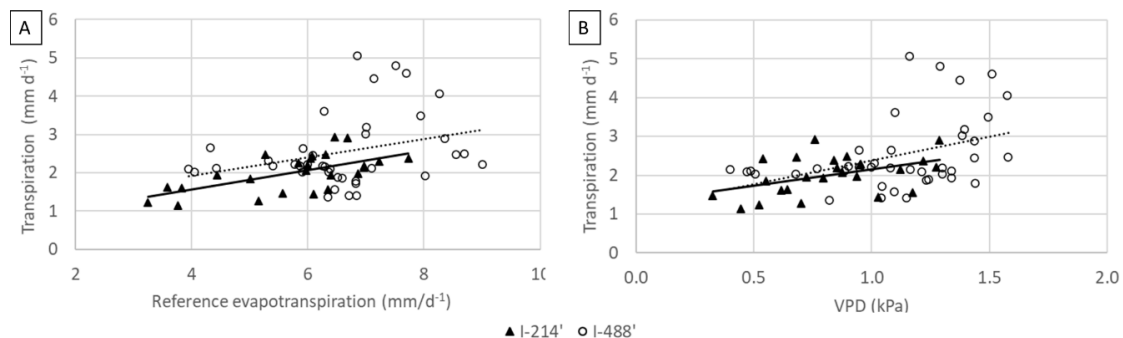 A
6
5
4
3
2
1
0
Transpiration (mm d⁻¹)
2 4 6 8 10
Reference evapotranspiration (mm/d⁻¹)
B
6
5
4
3
2
1
0
Transpiration (mm d⁻¹)
0.0 0.5 1.0 1.5 2.0
VPD (kPa)
▲ I-214' ○ I-488'